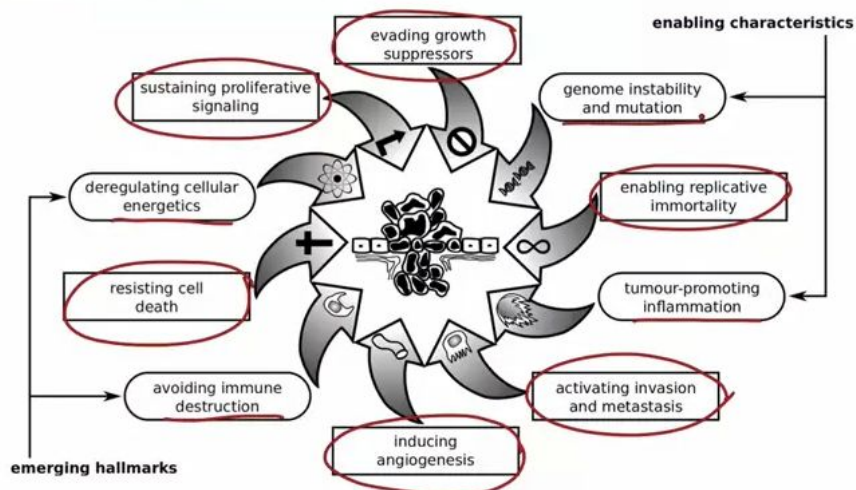 enabling characteristics
evading growth
suppressors
sustaining proliferative
signaling
genome instability
and mutation
deregulating cellular
energetics
enabling replicative
immortality
resisting cell
death
tumour-promoting
inflammation
avoiding immune
destruction
activating invasion
and metastasis
inducing
angiogenesis
emerging hallmarks